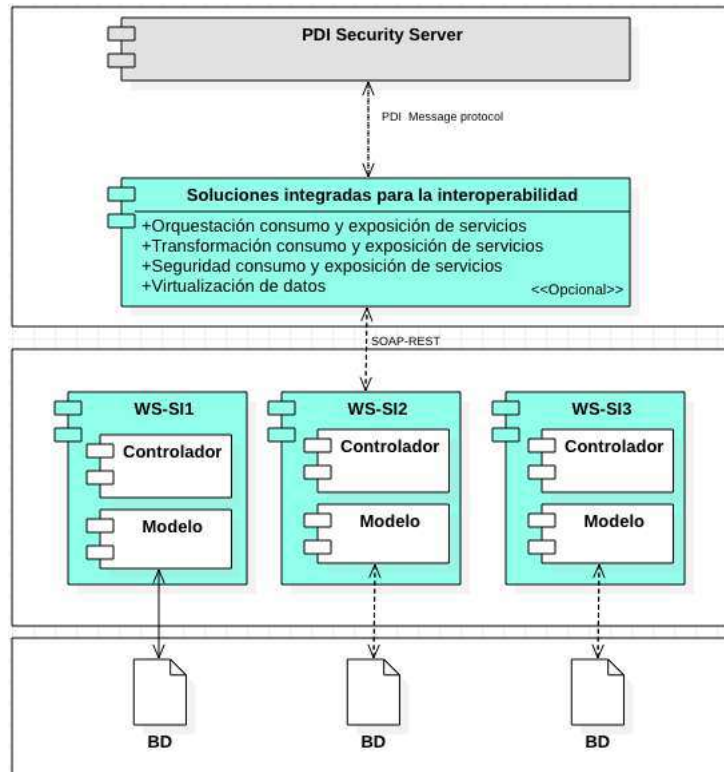 PDI Security Server
PDI Message protocol
Soluciones integradas para la interoperabilidad
+Orquestación consumo y exposición de servicios
+Transformación consumo y exposición de servicios
+Seguridad consumo y exposición de servicios
+Virtualización de datos
<<Opcional>>
SOAP-REST
WS-SI1
WS-SI2
WS-SI3
Controlador
Controlador
Controlador
Modelo
Modelo
Modelo
BD
BD
BD